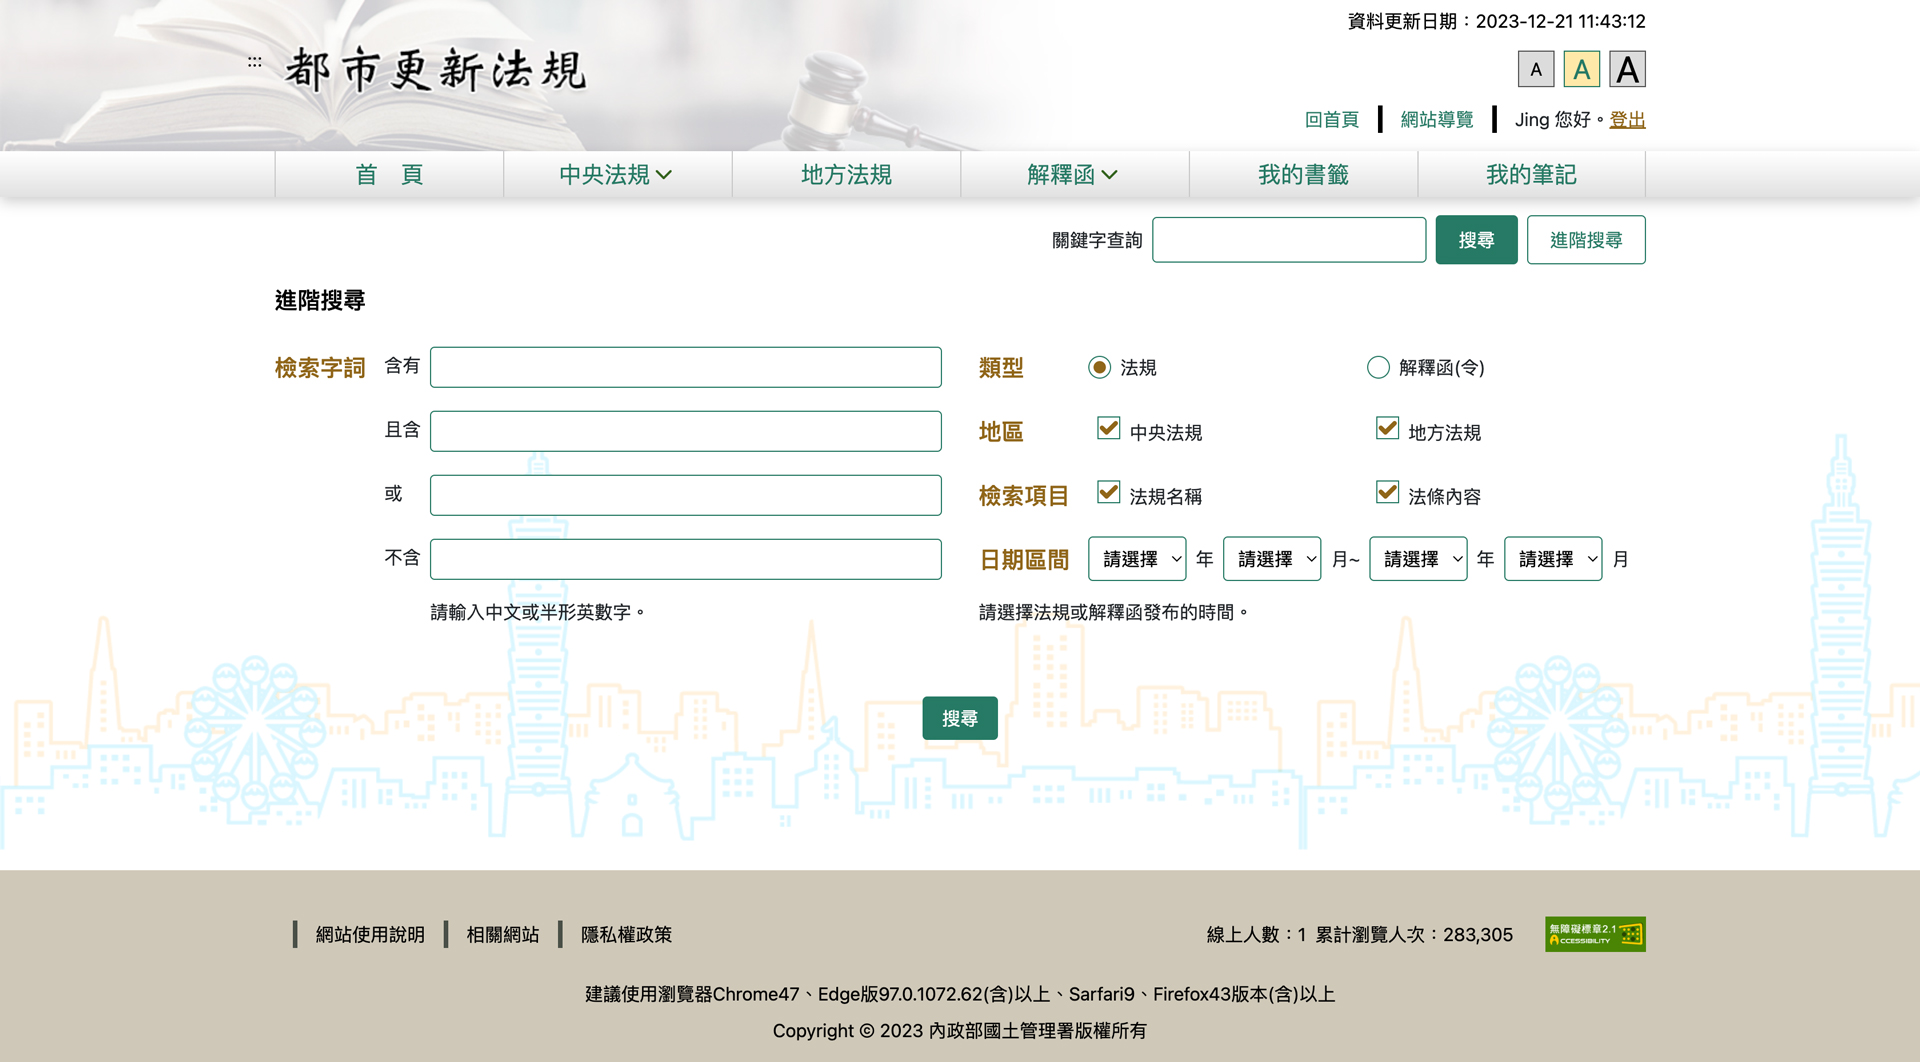 資料更新日期：2023-12-21 11:43:12
:::
都市更新法規
A A A
回首頁 網站導覽 Jing 您好。登出
首 頁 中央法規 地方法規 解釋函 我的書籤 我的筆記
關鍵字查詢 搜尋 進階搜尋
進階搜尋
檢索字詞 含有
且含
或
不含
請輸入中文或半形英數字。
類型 法規 解釋函(令)
地區 中央法規 地方法規
檢索項目 法規名稱 法條內容
日期區間 請選擇 年 請選擇 月~ 請選擇 年 請選擇 月
請選擇法規或解釋函發布的時間。
搜尋
網站使用說明 相關網站 隱私權政策
線上人數：1 累計瀏覽人次：283,305
無障礙標章2.1
ACCESSIBILITY
建議使用瀏覽器Chrome47、Edge版97.0.1072.62(含)以上、Sarfari9、Firefox43版本(含)以上
Copyright © 2023 內政部國土管理署版權所有